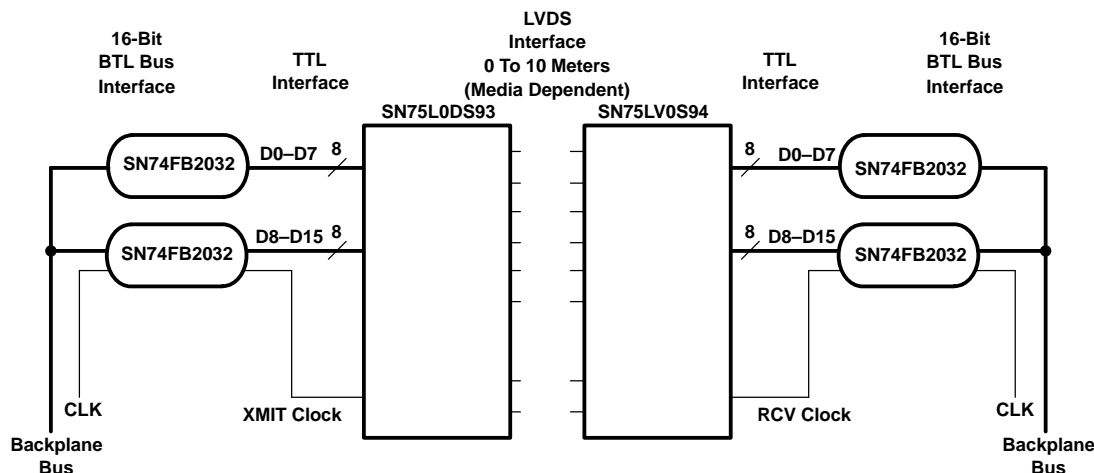 LVDS
Interface
0 To 10 Meters
(Media Dependent)
16-Bit
BTL Bus
Interface
TTL
Interface
TTL
Interface
16-Bit
BTL Bus
Interface
SN75L0DS93
SN75LV0S94
SN74FB2032
D0–D7
8
8
D0–D7
SN74FB2032
SN74FB2032
D8–D15
8
8
D8–D15
SN74FB2032
CLK
XMIT Clock
RCV Clock
CLK
Backplane
Bus
Backplane
Bus